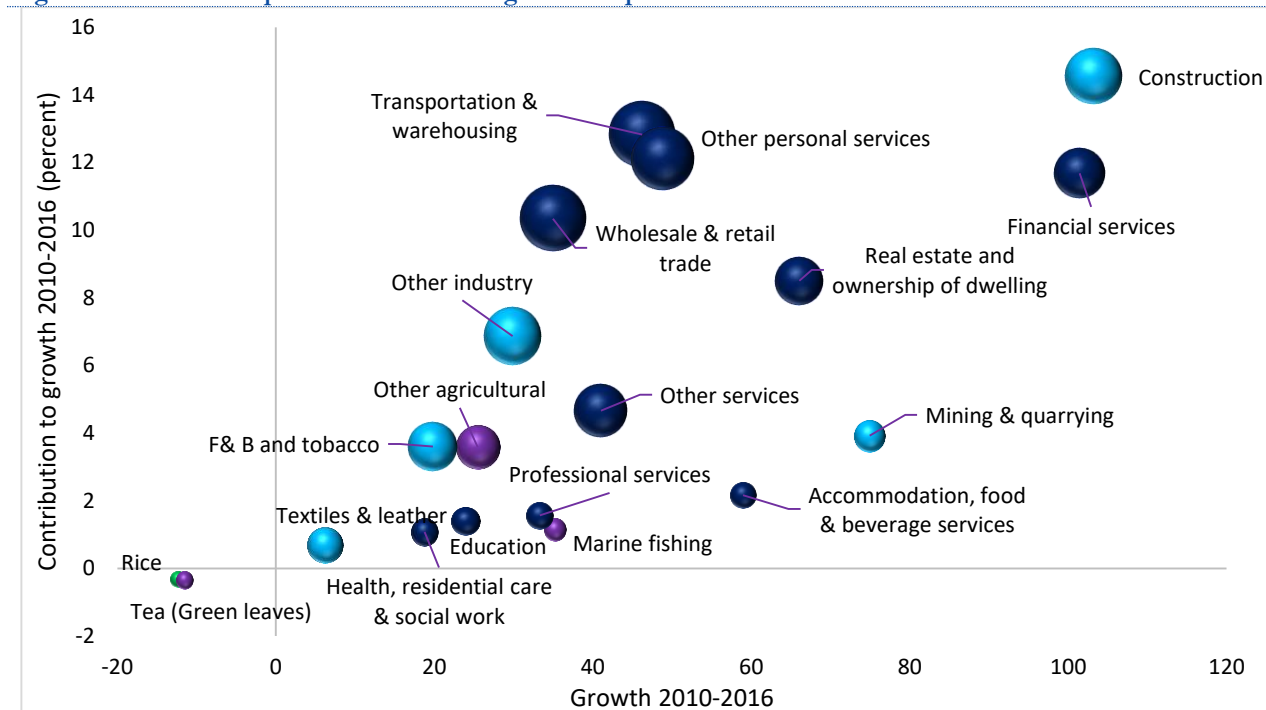 16
14
12
10
8
6
4
2
0
-2
Contribution to growth 2010-2016 (percent)
Construction
Transportation &
warehousing
Other personal services
Financial services
Wholesale & retail
trade
Real estate and
ownership of dwelling
Other industry
Other agricultural
Other services
Mining & quarrying
F& B and tobacco
Professional services
Accommodation, food
& beverage services
Textiles & leather
Education
Marine fishing
Rice
Tea (Green leaves)
Health, residential care
& social work
-20
0
20
40
60
80
100
120
Growth 2010-2016